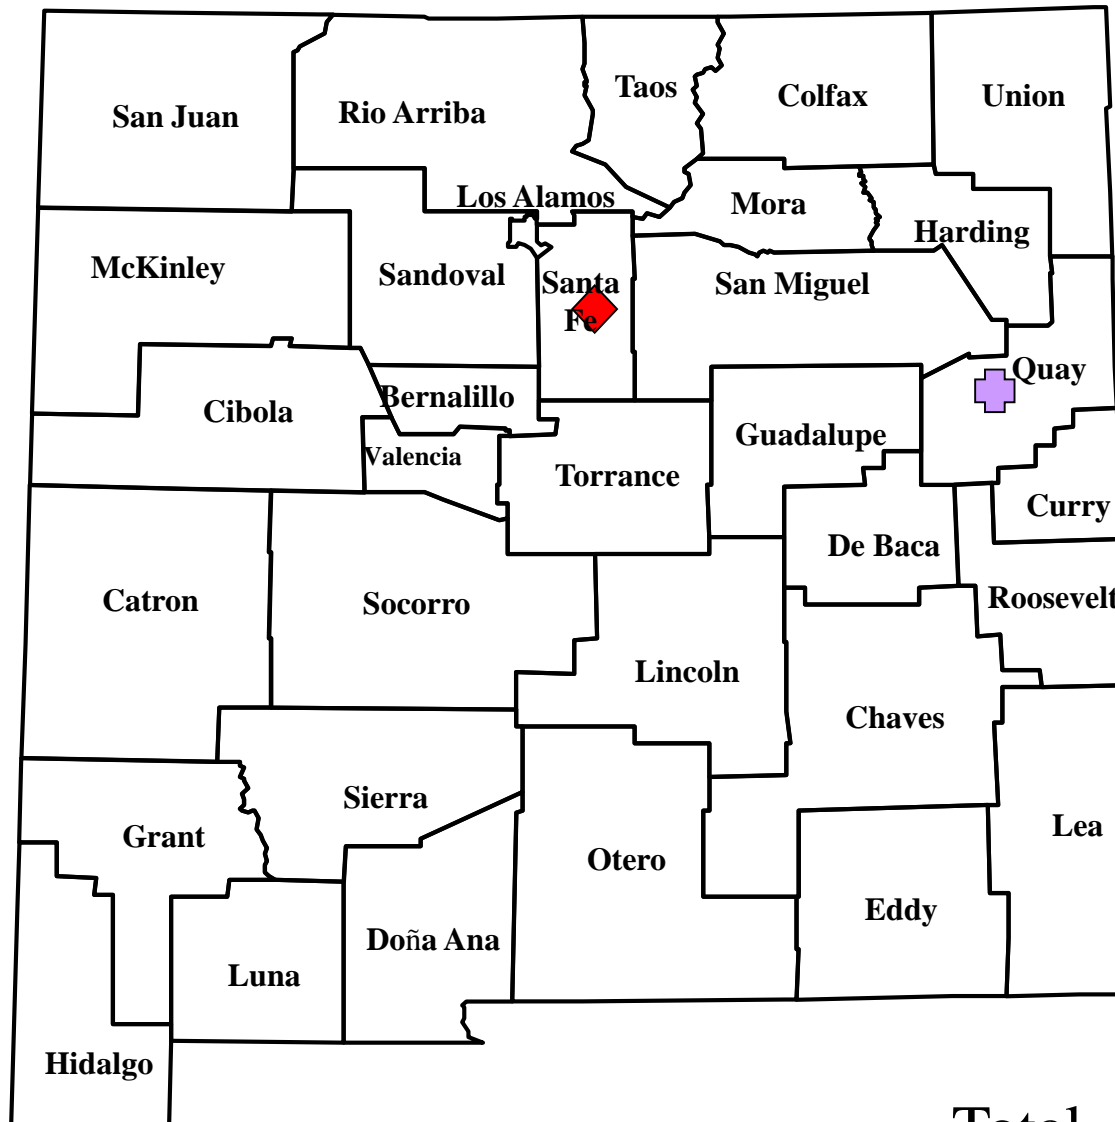 Taos
Colfax
Union
San Juan
Rio Arriba
Los Alamos
Mora
Harding
McKinley
Sandoval
Santa
Fe
San Miguel
Quay
Cibola
Bernalillo
Guadalupe
Valencia
Torrance
Curry
De Baca
Catron
Socorro
Roosevelt
Lincoln
Chaves
Sierra
Grant
Lea
Otero
Eddy
Doña Ana
Luna
Hidalgo
Total